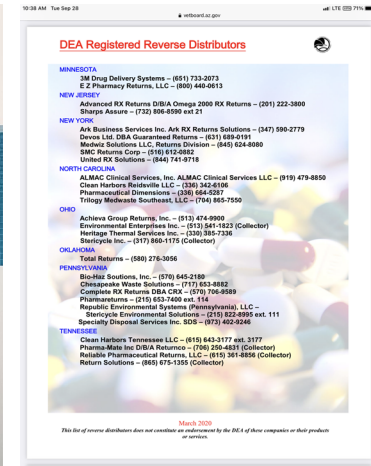 10:38 AM Tue Sep 28
LTE 71%
vetboard.az.gov
DEA Registered Reverse Distributors
MINNESOTA
3M Drug Delivery Systems – (651) 733-2073
E Z Pharmacy Returns, LLC – (800) 440-0613
NEW JERSEY
Advanced RX Returns D/B/A Omega 2000 RX Returns – (201) 222-3800
Sharps Assure – (732) 806-8590 ext 21
NEW YORK
Ark Business Services Inc. Ark RX Returns Solutions – (347) 590-2779
Devos Ltd. DBA Guaranteed Returns – (631) 689-0191
Medwiz Solutions LLC, Returns Division – (845) 624-8080
SMC Returns Corp – (516) 612-0882
United RX Solutions – (844) 741-9718
NORTH CAROLINA
ALMAC Clinical Services, Inc. ALMAC Clinical Services LLC – (919) 479-8850
Clean Harbors Reidsville LLC – (336) 342-6106
Pharmaceutical Dimensions – (336) 664-5287
Trilogy Medwaste Southeast, LLC – (704) 865-7550
OHIO
Achieva Group Returns, Inc. – (513) 474-9900
Environmental Enterprises Inc. – (513) 541-1823 (Collector)
Heritage Thermal Services Inc. – (330) 385-7336
Stericycle Inc. – (317) 860-1175 (Collector)
OKLAHOMA
Total Returns – (580) 276-3056
PENNSYLVANIA
Bio-Haz Soutions, Inc. – (570) 645-2180
Chesapeake Waste Solutions – (717) 653-8882
Complete RX Returns DBA CRX – (570) 706-9589
Pharmareturns – (215) 653-7400 ext. 114
Republic Environmental Systems (Pennsylvania), LLC –
Stericycle Environmental Solutions – (215) 822-8995 ext. 111
Specialty Disposal Services Inc. SDS – (973) 402-9246
TENNESSEE
Clean Harbors Tennessee LLC – (615) 643-3177 ext. 3177
Pharma-Mate Inc D/B/A Returnco – (706) 250-4831 (Collector)
Reliable Pharmaceutical Returns, LLC – (615) 361-8856 (Collector)
Return Solutions – (865) 675-1355 (Collector)
March 2020
This list of reverse distributors does not constitute an endorsement by the DEA of these companies or their products
or services.